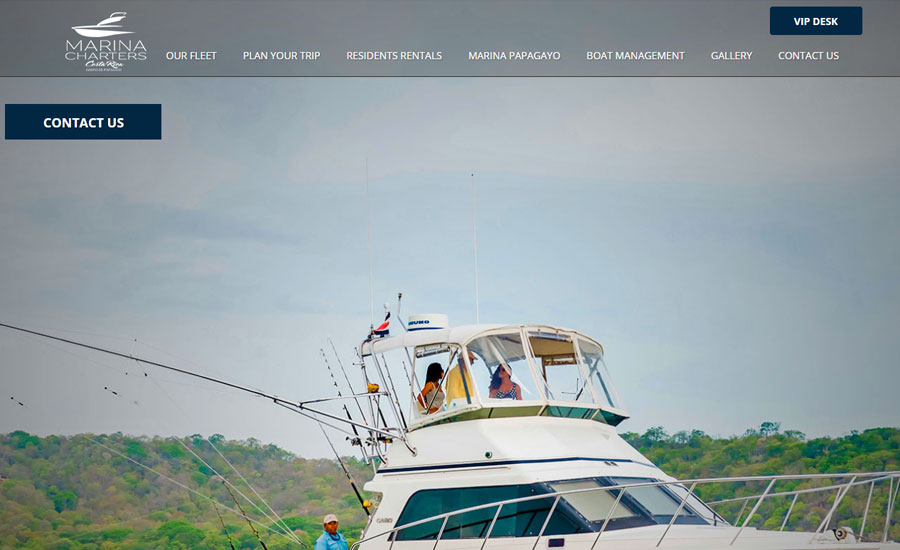 VIP DESK
MARINA
CHARTERS
Costa Rica
OUR FLEET PLAN YOUR TRIP RESIDENTS RENTALS MARINA PAPAGAYO BOAT MANAGEMENT GALLERY CONTACT US
CONTACT US